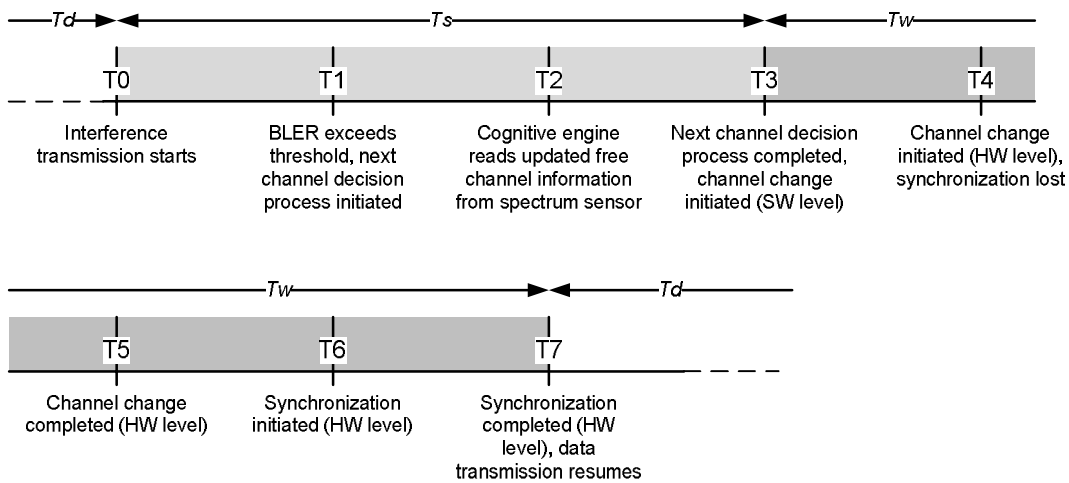 Td Ts Tw
T0 T1 T2 T3 T4
Interference
transmission starts
BLER exceeds
threshold, next
channel decision
process initiated
Cognitive engine
reads updated free
channel information
from spectrum sensor
Next channel decision
process completed,
channel change
initiated (SW level)
Channel change
initiated (HW level),
synchronization lost
Tw Td
T5 T6 T7
Channel change
completed (HW level)
Synchronization
initiated (HW level)
Synchronization
completed (HW
level), data
transmission resumes